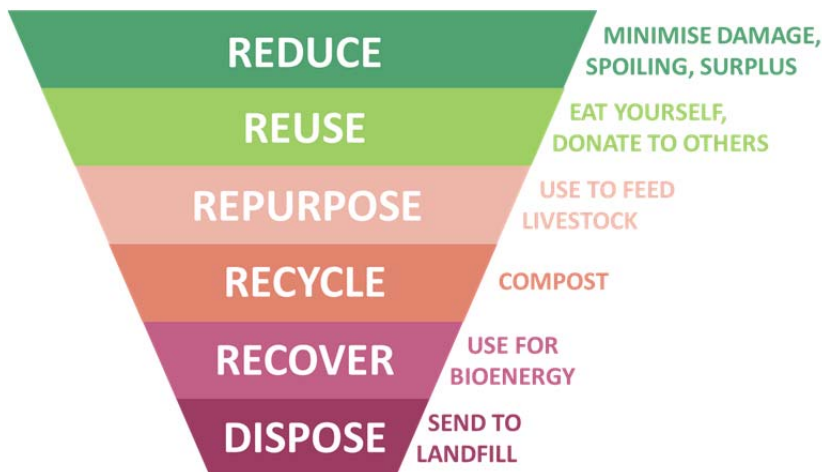 REDUCE
MINIMISE DAMAGE,
SPOILING, SURPLUS
REUSE
EAT YOURSELF,
DONATE TO OTHERS
REPURPOSE
USE TO FEED
LIVESTOCK
RECYCLE
COMPOST
RECOVER
USE FOR
BIOENERGY
DISPOSE
SEND TO
LANDFILL